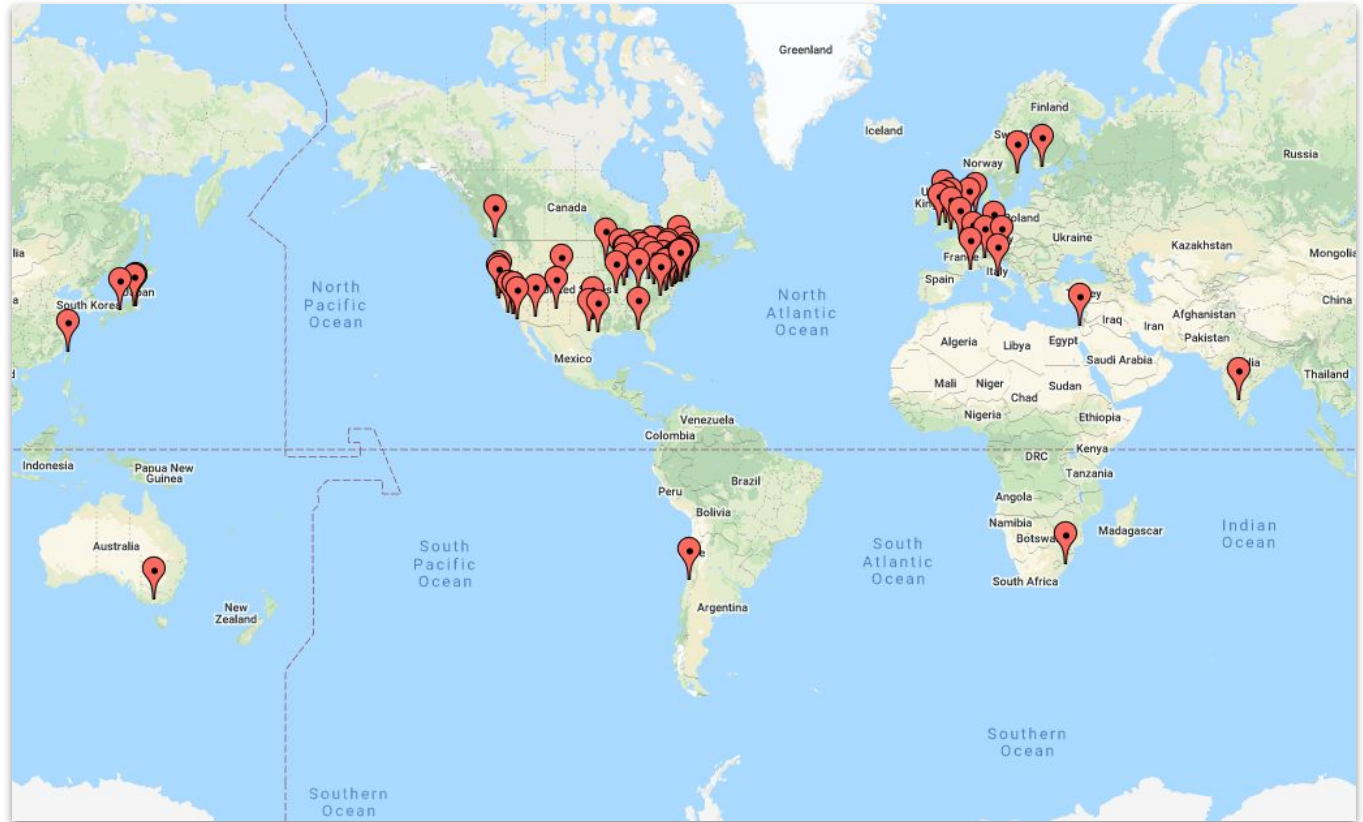 Greenland
Finland
Iceland
Norway
Russia
Canada
Poland
Ukraine
Kazakhstan
Mongolia
France
Italy
Spain
South Korea
North
Pacific
Ocean
North
Atlantic
Ocean
China
Afghanistan
Iraq
Iran
Pakistan
Algeria
Libya
Egypt
Saudi Arabia
Mexico
Thailand
Mali
Niger
Sudan
Chad
Nigeria
Ethiopia
Venezuela
Colombia
Kenya
DRC
Indonesia
Papua New
Guinea
Tanzania
Brazil
Peru
Angola
Bolivia
Namibia
Madagascar
Indian
Ocean
Australia
South
Pacific
Ocean
South
Atlantic
Ocean
South Africa
New
Zealand
Argentina
Southern
Ocean
Southern
Ocean